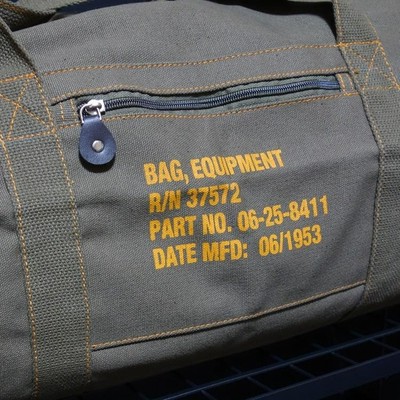 BAG, EQUIPMENT
R/N 37572
PART NO. 06-25-8411
DATE MFD: 06/1953